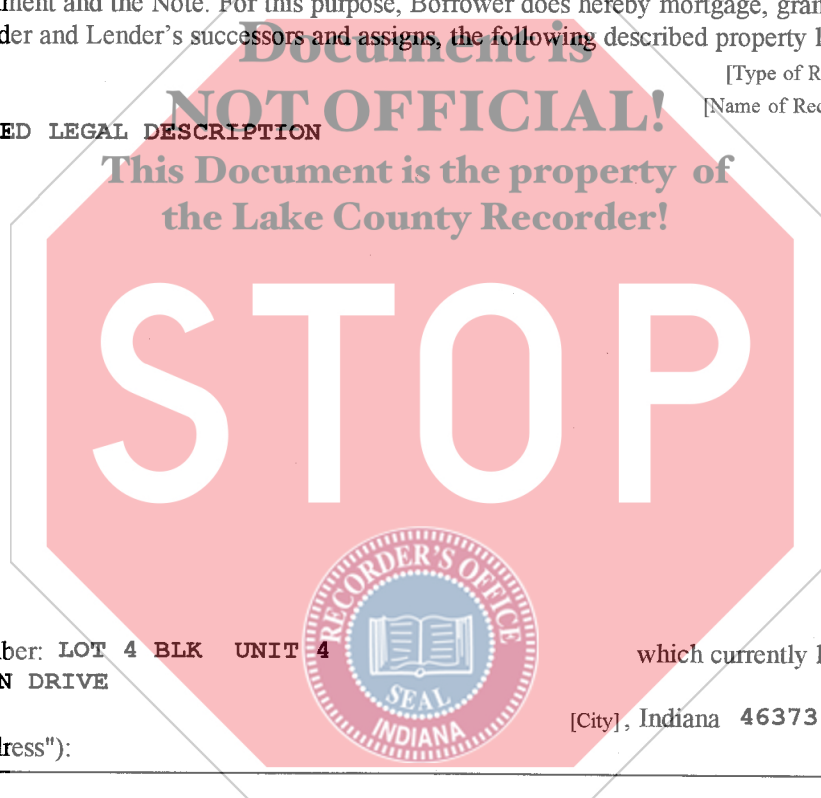 ment and the Note. For this purpose, Borrower does hereby mortgage, gran
Document is
der and Lender's successors and assigns, the following described property l
[Type of R
NOT OFFICIAL!
[Name of Rec
ED LEGAL DESCRIPTION
This Document is the property of
the Lake County Recorder!
STOP
RECORDER'S OFFICE
SEAL
INDIANA
ber: LOT 4 BLK UNIT 4
which currently l
N DRIVE
[City], Indiana 46373
dress"):